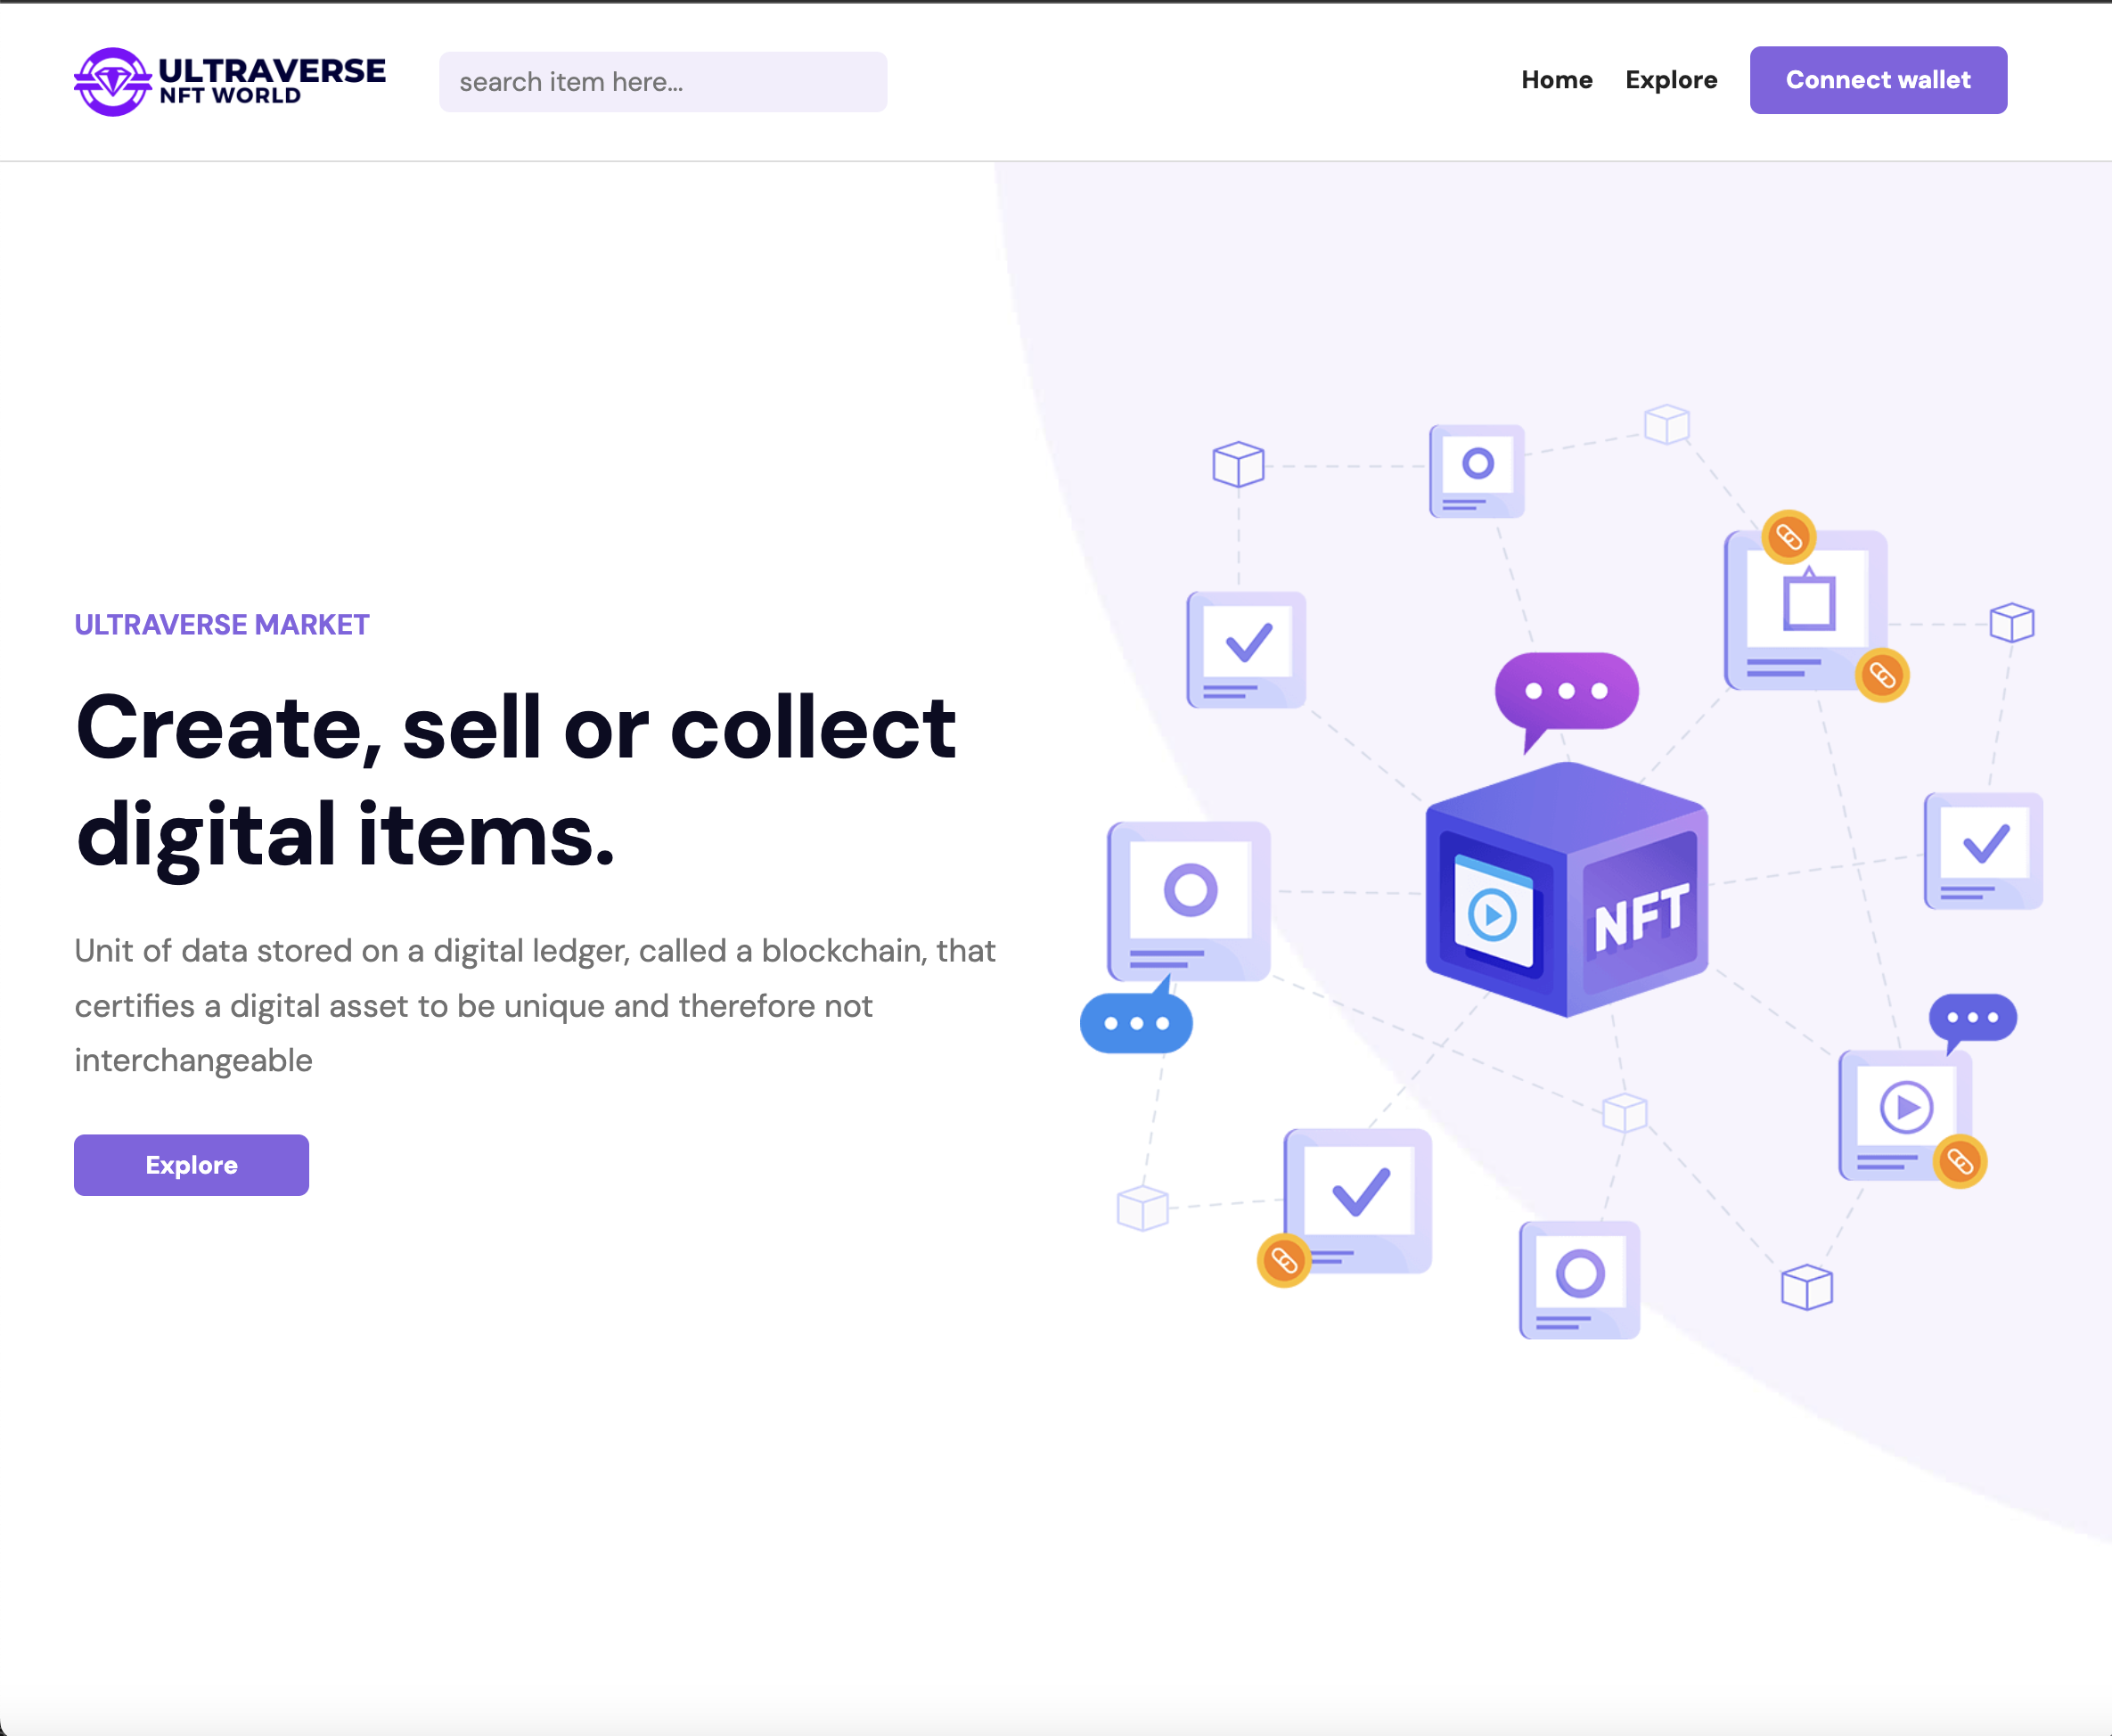 ULTRAVERSE
NFT WORLD
search item here...
Home
Explore
Connect wallet
ULTRAVERSE MARKET
Create, sell or collect
digital items.
Unit of data stored on a digital ledger, called a blockchain, that
certifies a digital asset to be unique and therefore not
interchangeable
Explore
NFT